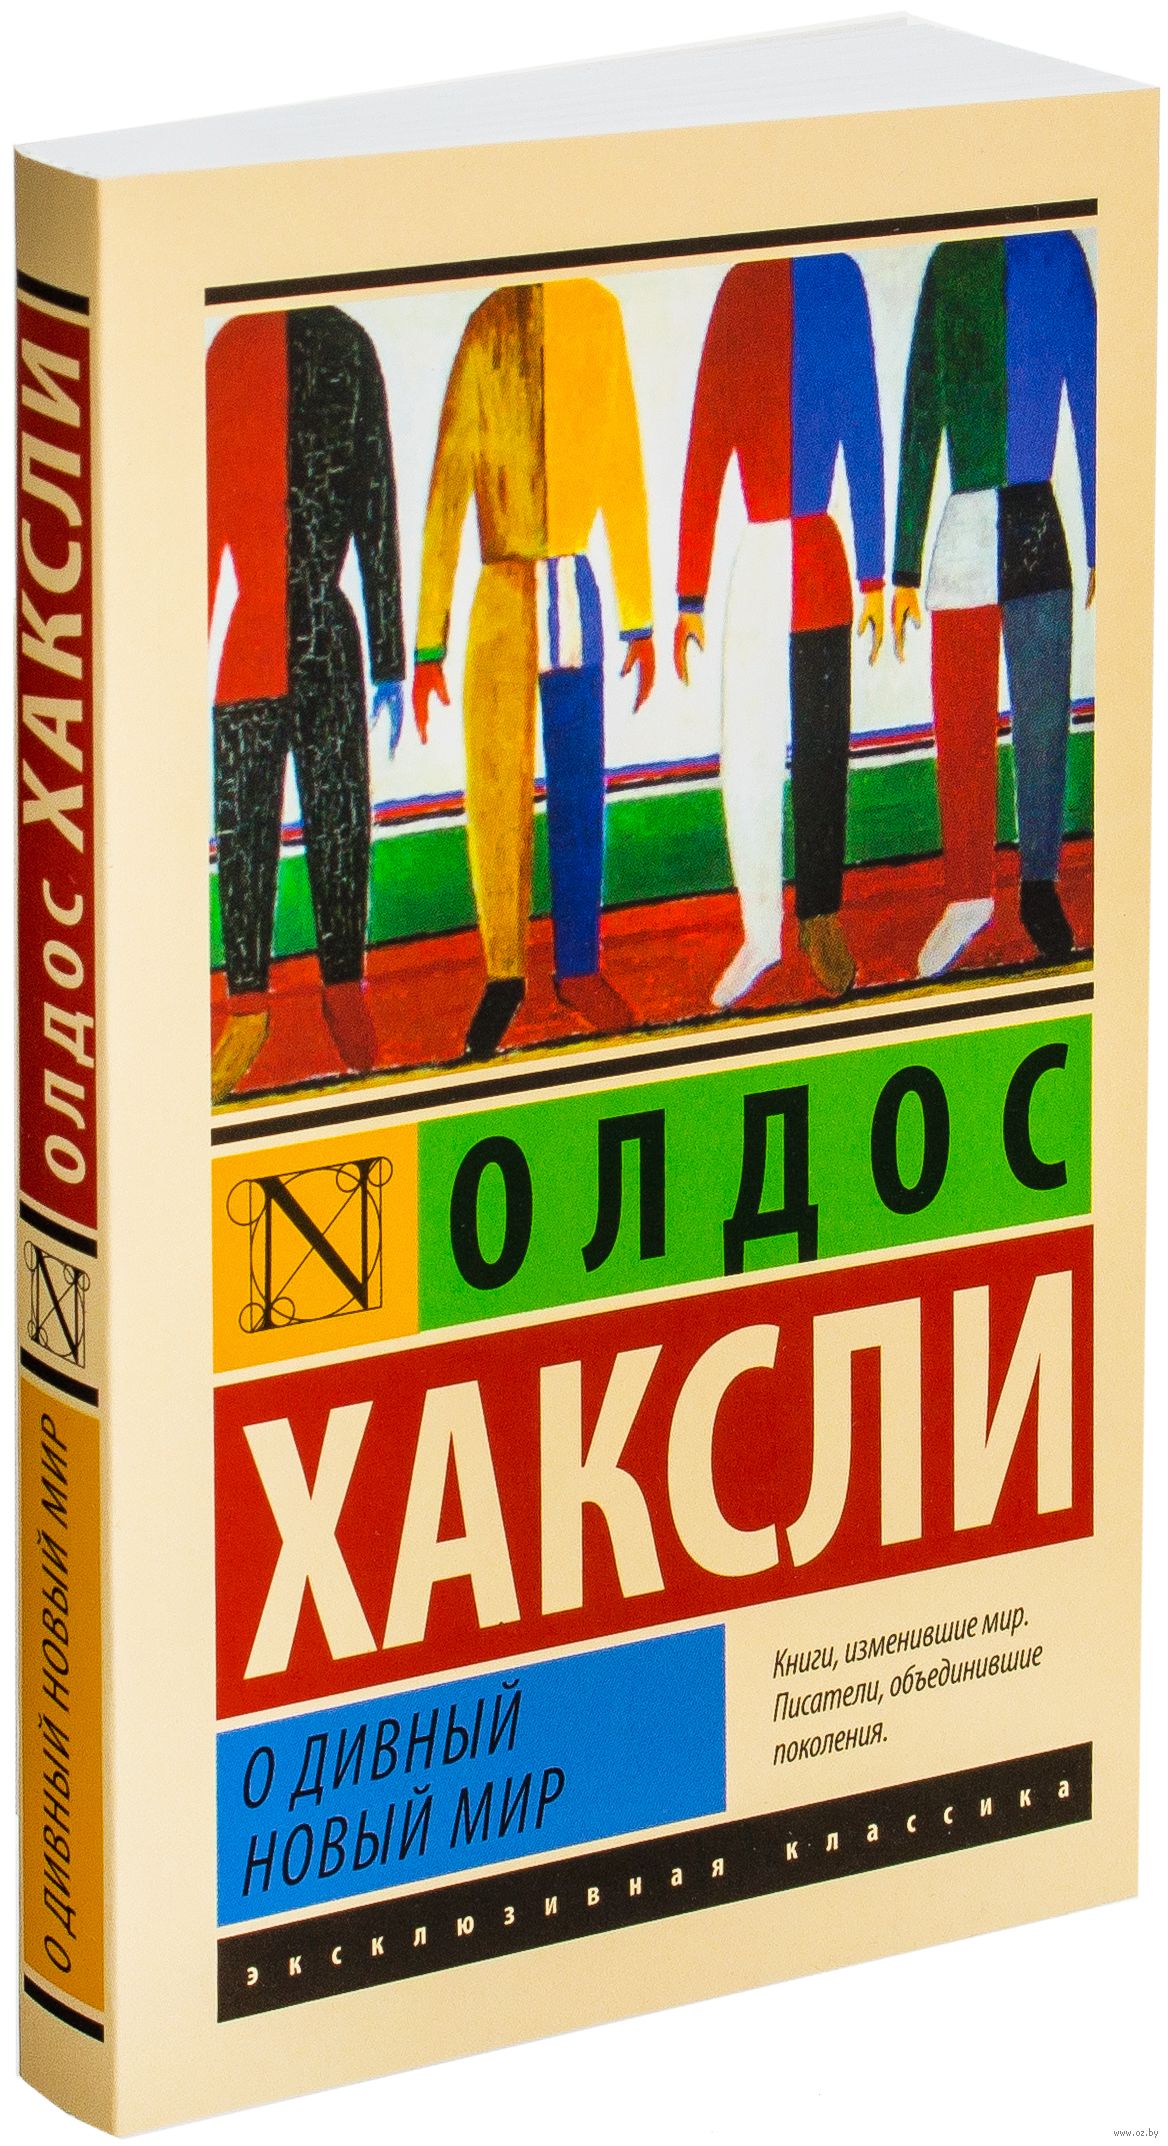 ОЛДОС ХАКСЛИ
N
О ДИВНЫЙ НОВЫЙ МИР
N
ОЛДОС
ХАКСЛИ
О ДИВНЫЙ
НОВЫЙ МИР
Книги, изменившие мир.
Писатели, объединившие
поколения.
эксклюзивная классика
www.oz.by